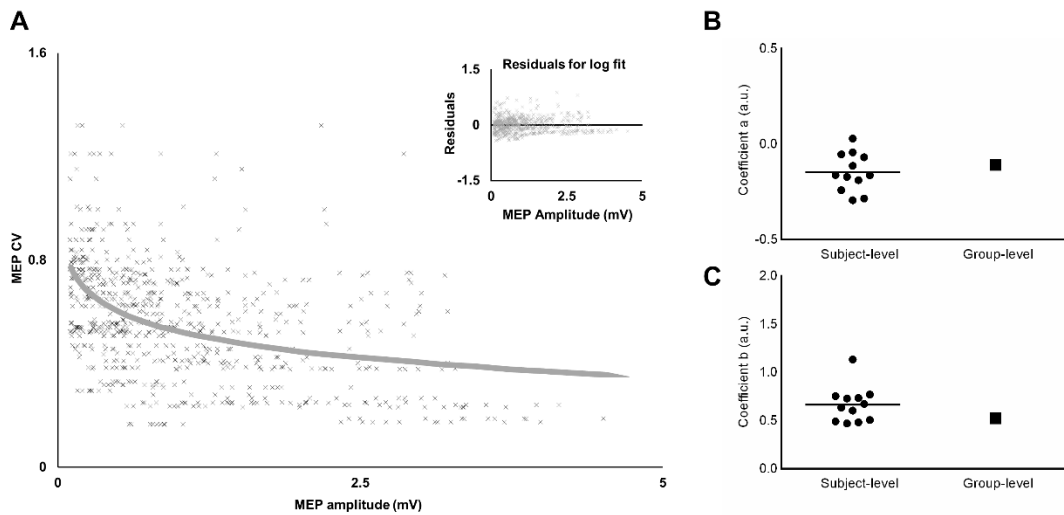 A
1.6
0.8
0
MEP CV
0
2.5
5
MEP amplitude (mV)
Residuals for log fit
1.5
0
-1.5
Residuals
0
2.5
5
MEP Amplitude (mV)
B
0.5
0.0
-0.5
Coefficient a (a.u.)
Subject-level
Group-level
C
2.0
1.5
1.0
0.5
0.0
Coefficient b (a.u.)
Subject-level
Group-level